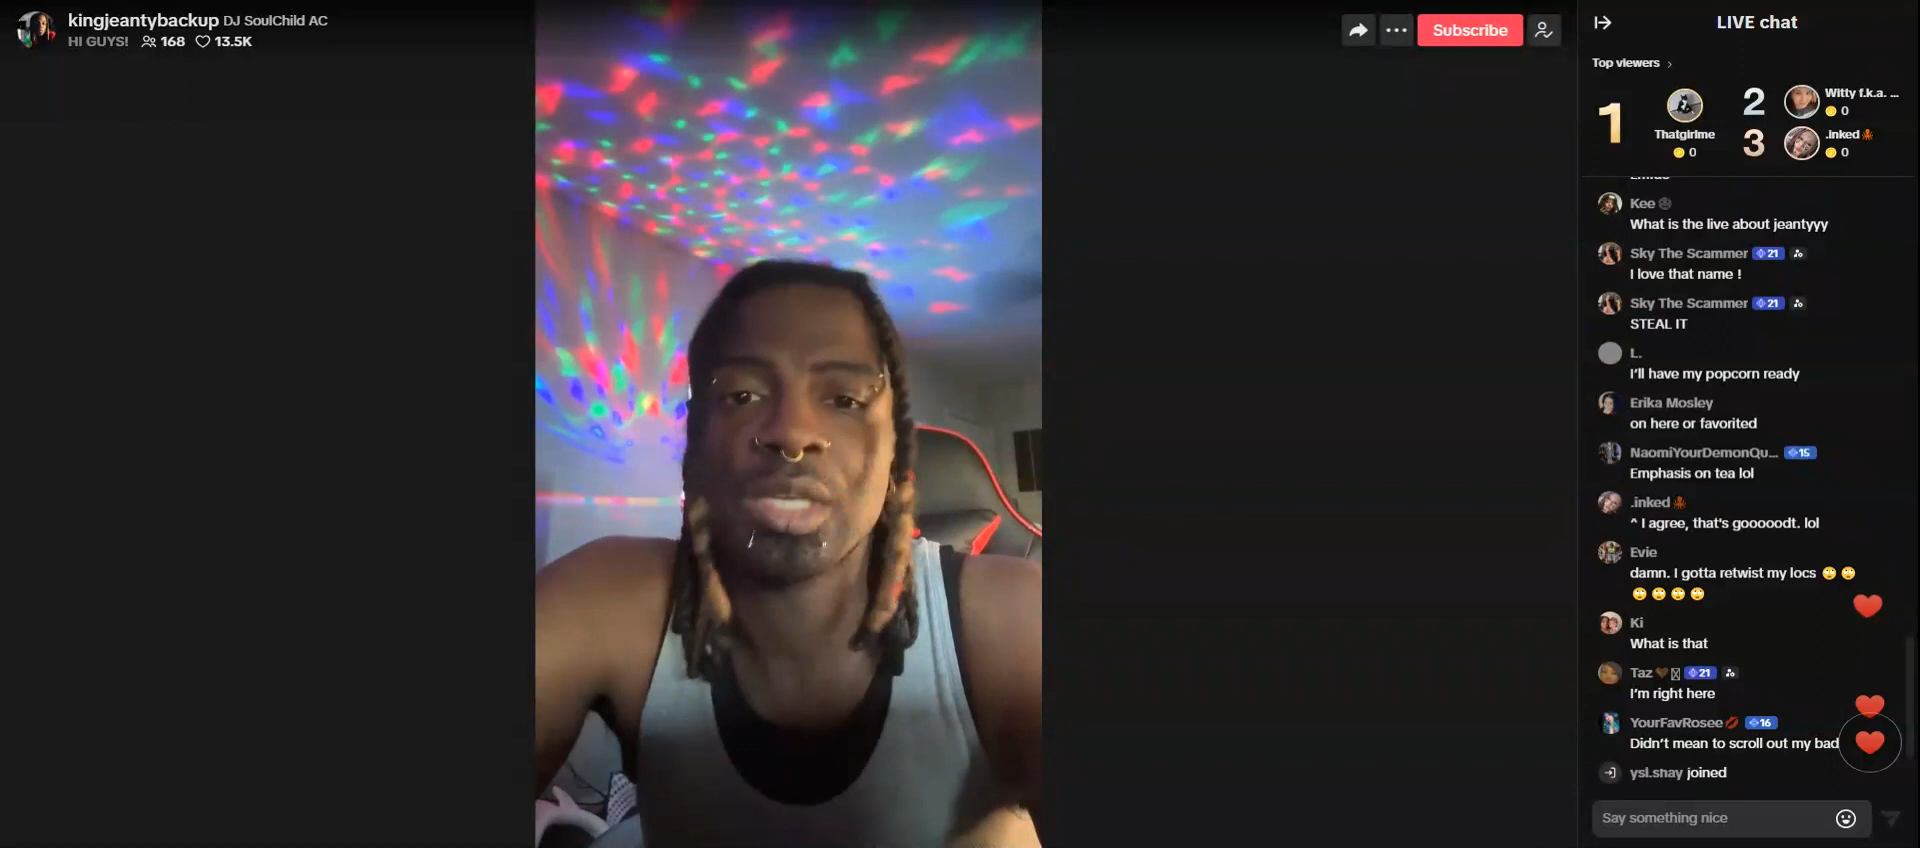 kingjeantybackup DJ SoulChild AC
HI GUYS! 168 13.5K
Subscribe
LIVE chat
Top viewers
1
Thatgirlme
0
2
Witty f.k.a. ...
0
3
.inked
0
Kee
What is the live about jeantyyy
Sky The Scammer 21
I love that name !
Sky The Scammer 21
STEAL IT
L.
I'll have my popcorn ready
Erika Mosley
on here or favorited
NaomiYourDemonQu... 15
Emphasis on tea lol
.inked
^ I agree, that's gooooodt. lol
Evie
damn. I gotta retwist my locs 🙄 🙄
🙄 🙄 🙄 🙄
Ki
What is that
Taz 21
I'm right here
YourFavRosee 16
Didn't mean to scroll out my bad
ysl.shay joined
Say something nice